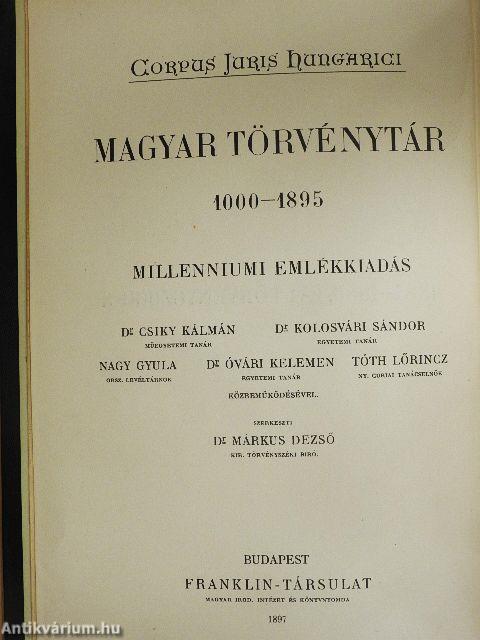 Corpus Juris Hungarici
MAGYAR TÖRVÉNYTÁR
1000—1895
MILLENNIUMI EMLÉKKIADÁS
Dr CSIKY KÁLMÁN Dr KOLOSVÁRI SÁNDOR
MŰEGYETEMI TANÁR EGYETEMI TANÁR
NAGY GYULA Dr ÓVÁRI KELEMEN TÓTH LŐRINCZ
ORSZ. LEVÉLTÁRNOK EGYETEMI TANÁR NY. CURIAI TANÁCSELNÖK
KÖZREMŰKÖDÉSÉVEL.
SZERKESZTI
Dr MÁRKUS DEZSŐ
KIR. TÖRVÉNYSZÉKI BIRÓ.
BUDAPEST
FRANKLIN-TÁRSULAT
MAGYAR IROD. INTÉZET ÉS KÖNYVNYOMDA
1897
Antikvárium.hu